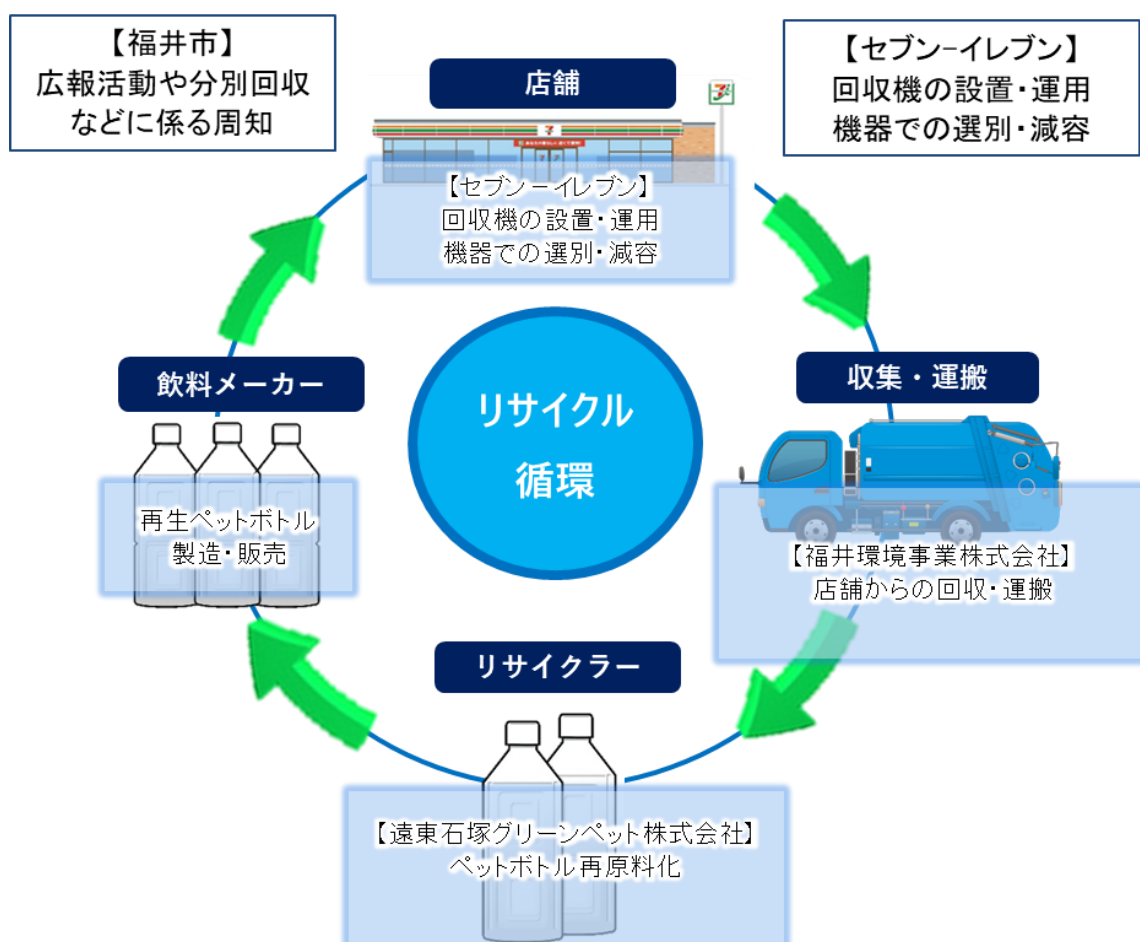 【福井市】
広報活動や分別回収
などに係る周知
店舗
【セブン-イレブン】
回収機の設置・運用
機器での選別・減容
【セブン-イレブン】
回収機の設置・運用
機器での選別・減容
飲料メーカー
再生ペットボトル
製造・販売
リサイクル
循環
収集・運搬
【福井環境事業株式会社】
店舗からの回収・運搬
リサイクラー
【遠東石塚グリーンペット株式会社】
ペットボトル再原料化